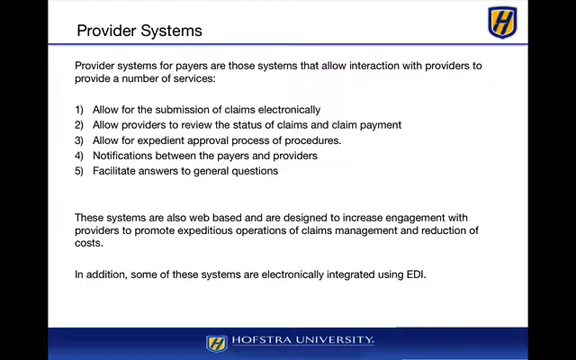 Provider Systems
H
Provider systems for payers are those systems that allow interaction with providers to
provide a number of services:
1) Allow for the submission of claims electronically
2) Allow providers to review the status of claims and claim payment
3) Allow for expedient approval process of procedures.
4) Notifications between the payers and providers
5) Facilitate answers to general questions
These systems are also web based and are designed to increase engagement with
providers to promote expeditious operations of claims management and reduction of
costs.
In addition, some of these systems are electronically integrated using EDI.
H HOFSTRA UNIVERSITY